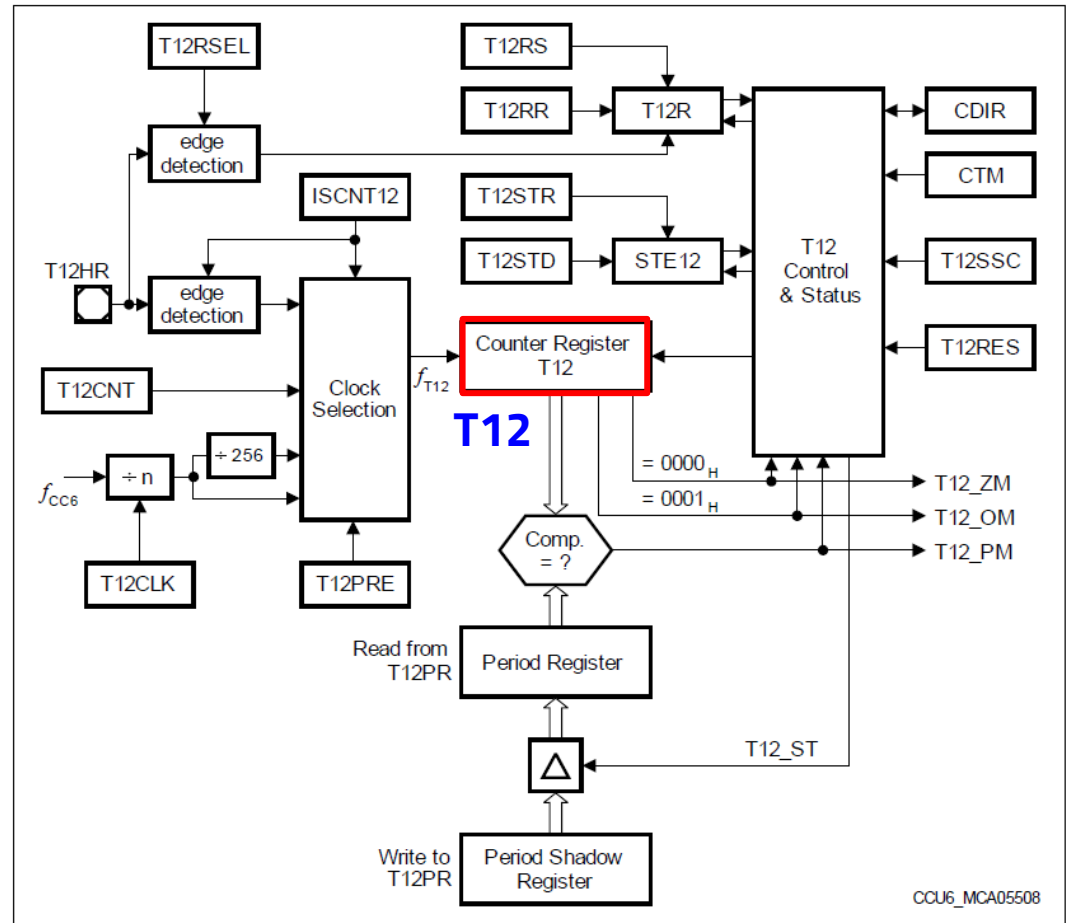 T12RSEL
T12RS
T12RR
T12R
CDIR
edge
detection
CTM
ISCNT12
T12STR
T12
Control
& Status
T12STD
STE12
T12SSC
T12HR
edge
detection
Counter Register
T12
T12RES
fT12
T12CNT
Clock
Selection
T12
÷ 256
÷ n
fCC6
= 0000H
T12_ZM
= 0001H
T12_OM
Comp.
= ?
T12_PM
T12CLK
T12PRE
Read from
T12PR
Period Register
T12_ST
Δ
Write to
T12PR
Period Shadow
Register
CCU6_MCA05508